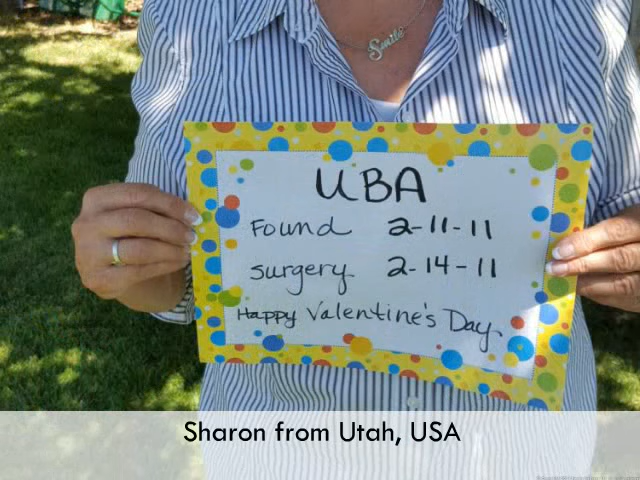 Smile
UBA
Found 2-11-11
surgery 2-14-11
Happy Valentine's Day
Sharon from Utah, USA